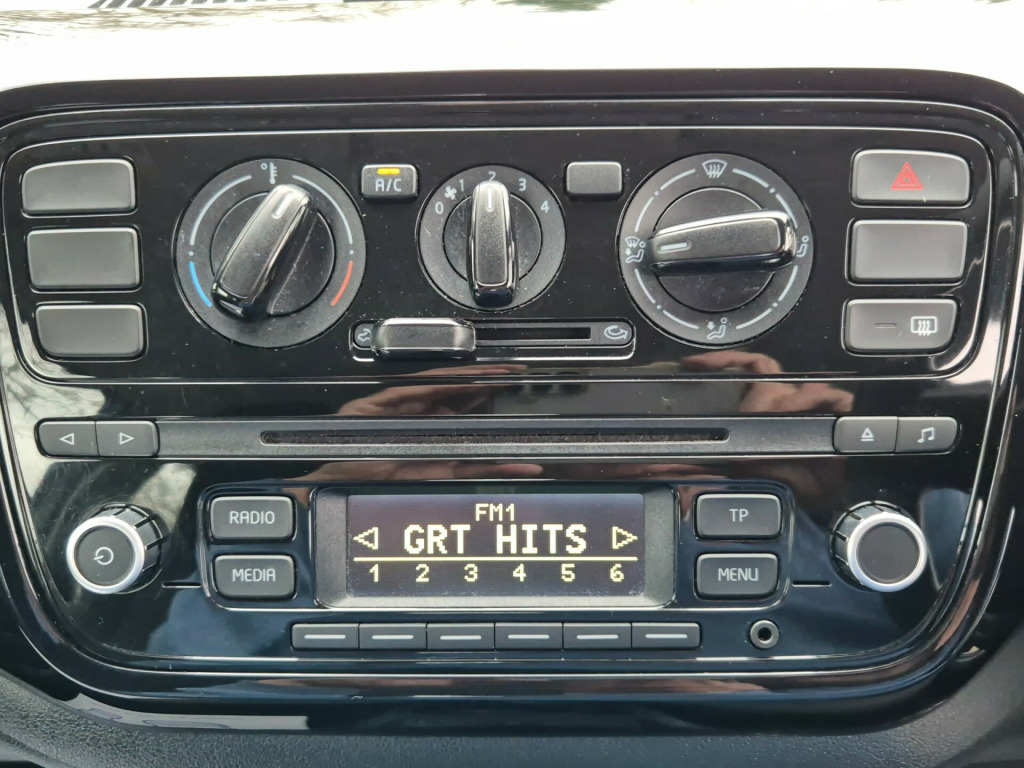 A/C
0 1 2 3 4
RADIO
MEDIA
FM1
GRT HITS
1 2 3 4 5 6
TP
MENU